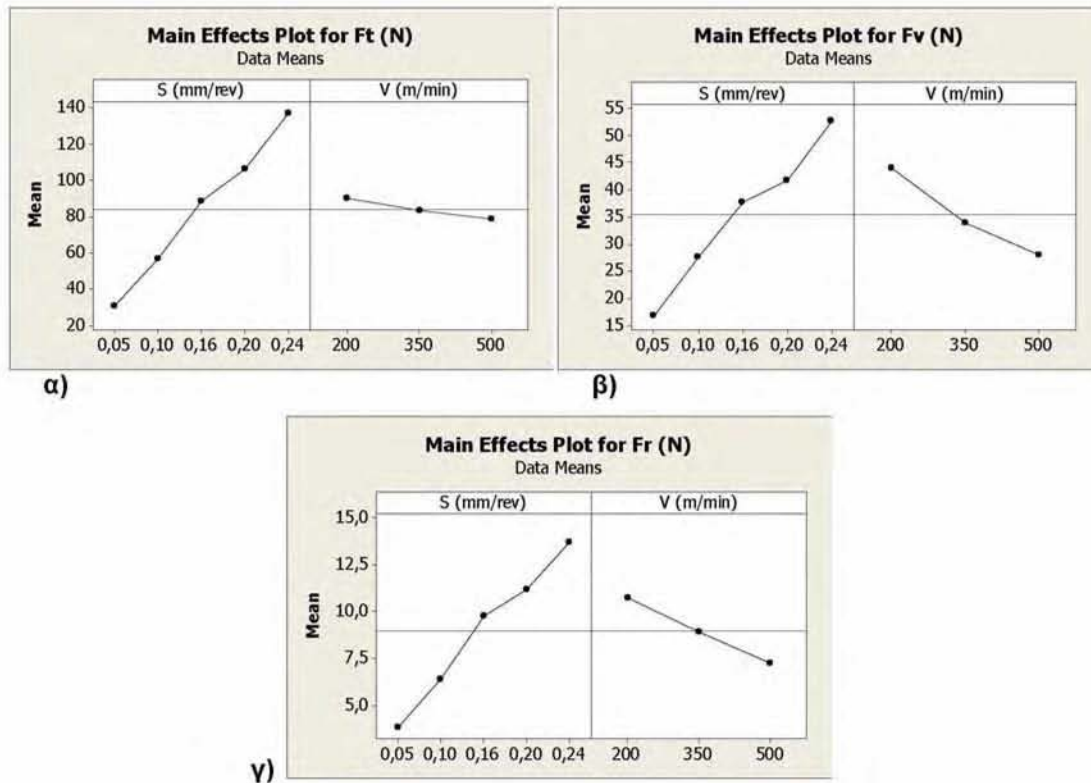 Main Effects Plot for Ft (N)
Data Means
S (mm/rev)
V (m/min)
Mean
140
120
100
80
60
40
20
0,05 0,10 0,16 0,20 0,24
200 350 500
α)
Main Effects Plot for Fv (N)
Data Means
S (mm/rev)
V (m/min)
Mean
55
50
45
40
35
30
25
20
15
0,05 0,10 0,16 0,20 0,24
200 350 500
β)
Main Effects Plot for Fr (N)
Data Means
S (mm/rev)
V (m/min)
Mean
15,0
12,5
10,0
7,5
5,0
0,05 0,10 0,16 0,20 0,24
200 350 500
γ)